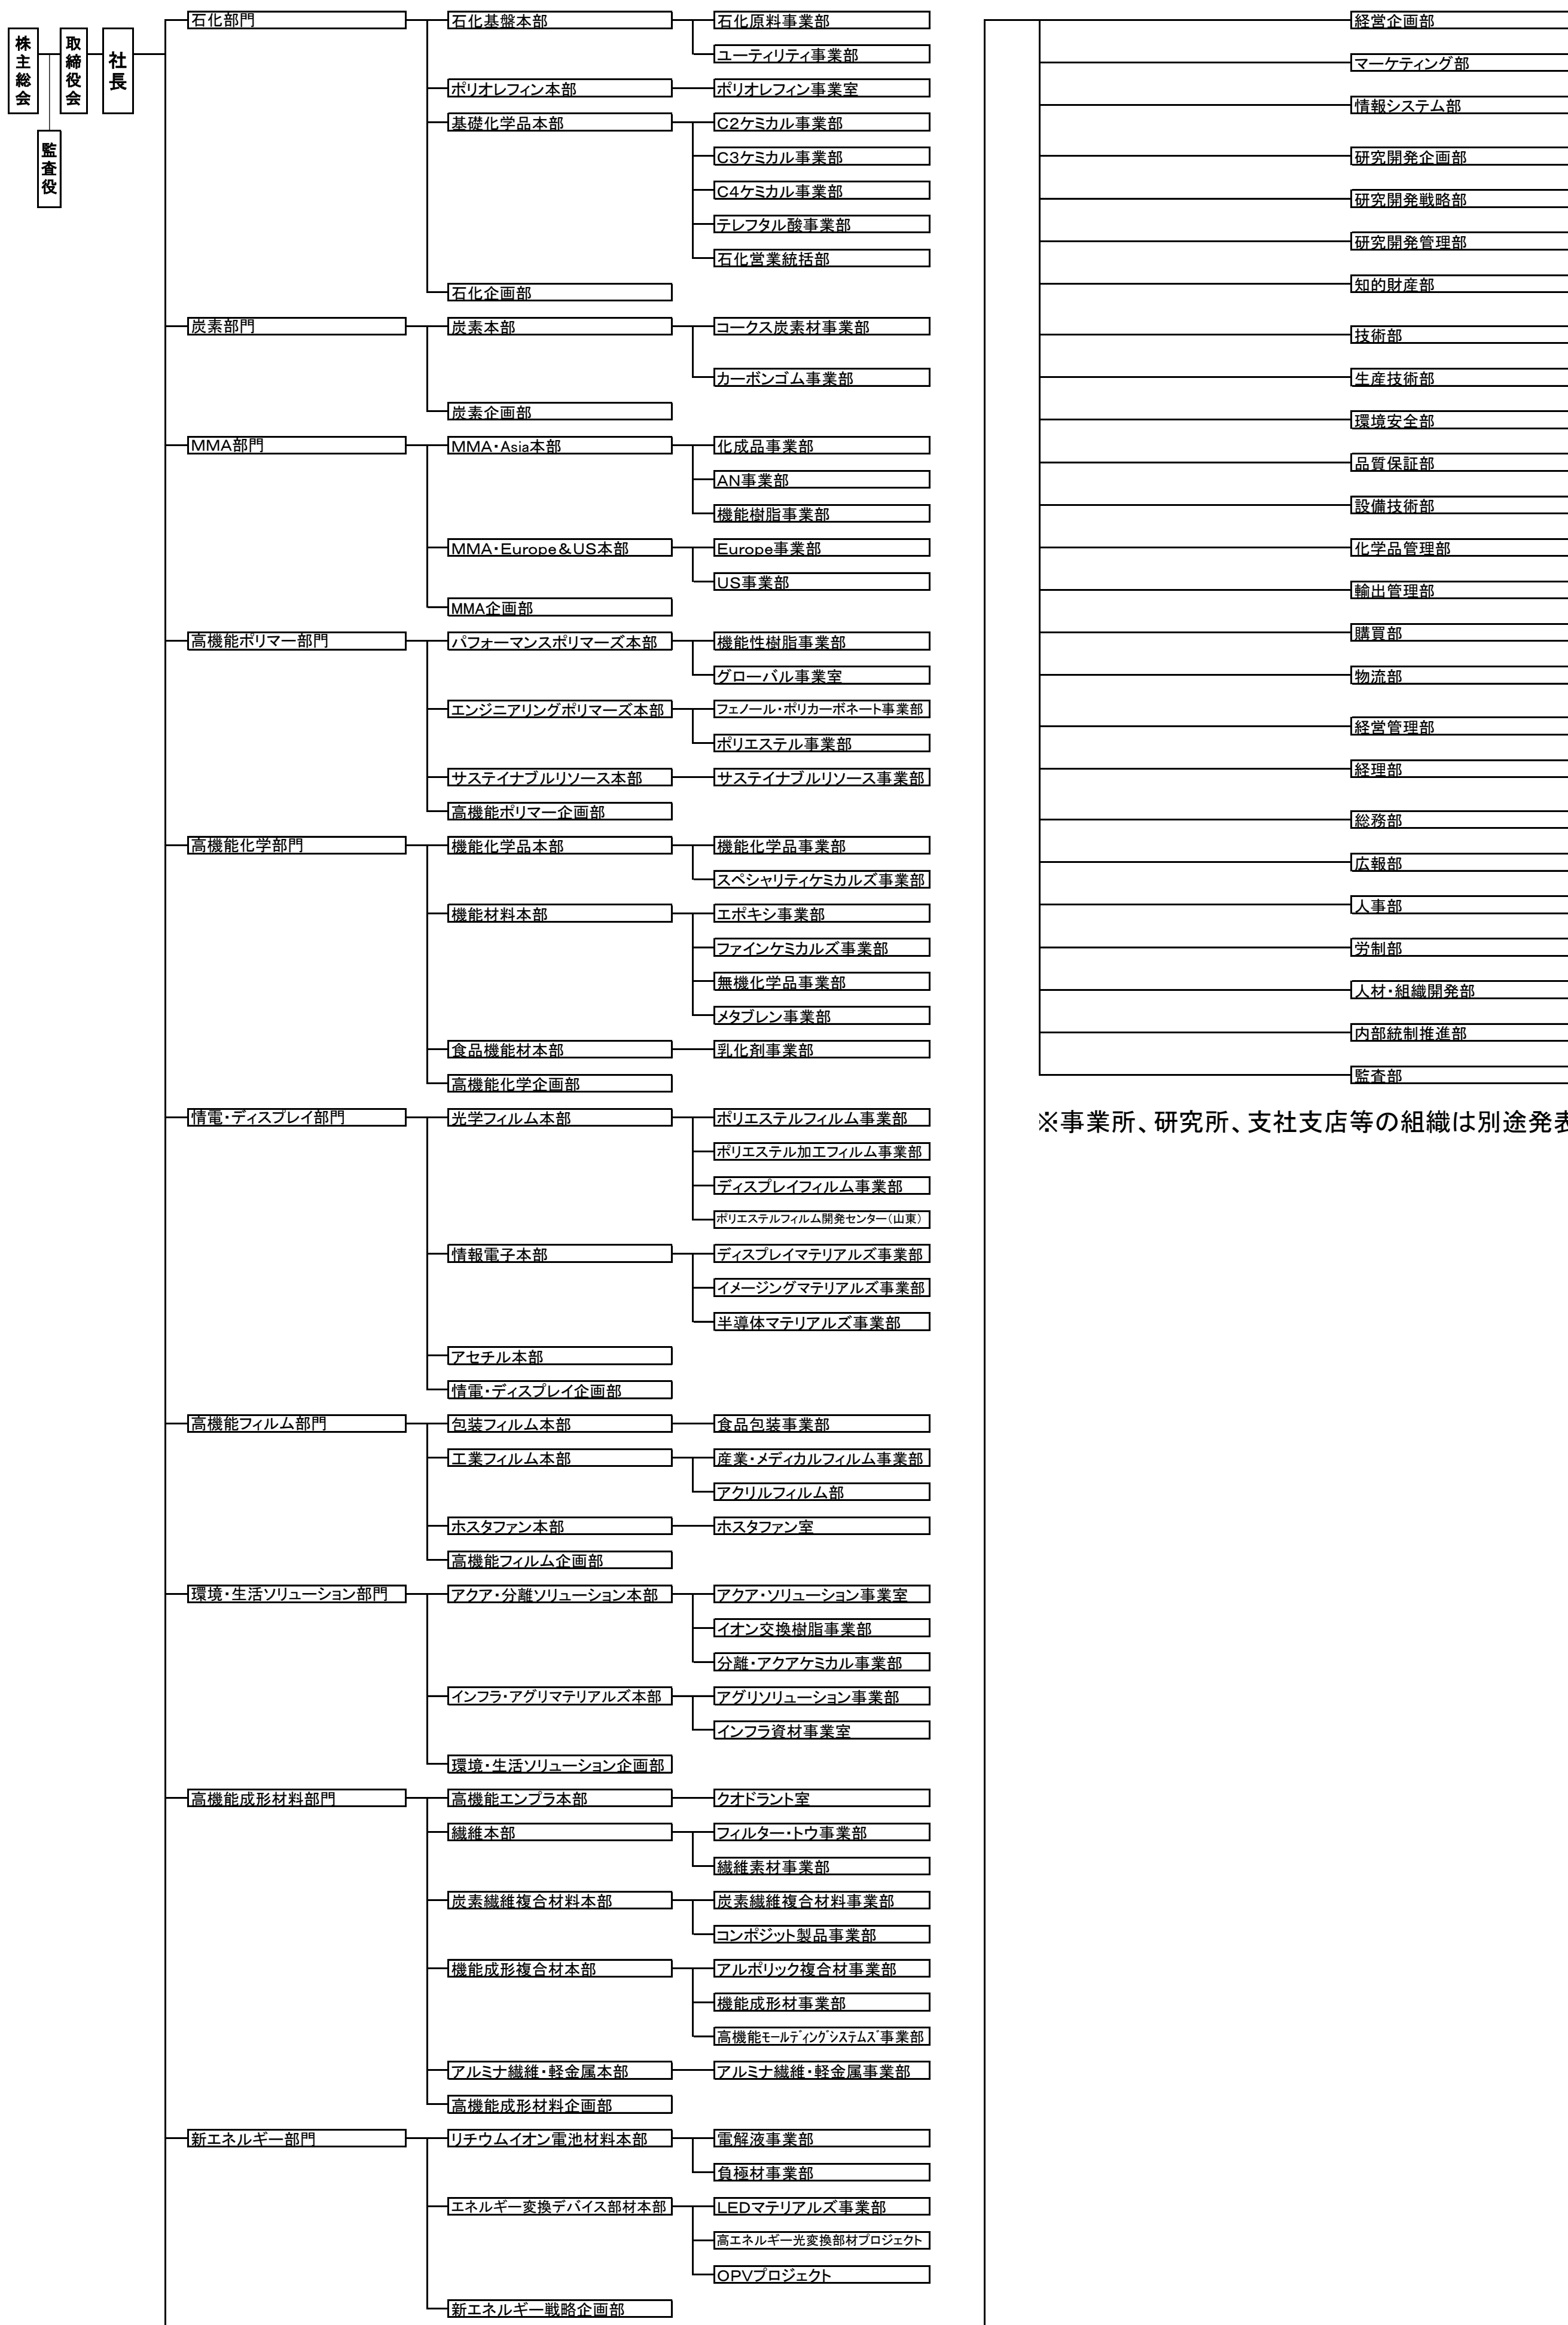 株主総会
取締役会
社長
監査役
石化部門
石化基盤本部
石化原料事業部
ユーティリティ事業部
ポリオレフィン本部
ポリオレフィン事業室
基礎化学品本部
C2ケミカル事業部
C3ケミカル事業部
C4ケミカル事業部
テレフタル酸事業部
石化営業統括部
石化企画部
炭素部門
炭素本部
コークス炭素材事業部
カーボンゴム事業部
炭素企画部
MMA部門
MMA・Asia本部
化成品事業部
AN事業部
機能樹脂事業部
MMA・Europe＆US本部
Europe事業部
US事業部
MMA企画部
高機能ポリマー部門
パフォーマンスポリマーズ本部
機能性樹脂事業部
グローバル事業室
エンジニアリングポリマーズ本部
フェノール・ポリカーボネート事業部
ポリエステル事業部
サステイナブルリソース本部
サステイナブルリソース事業部
高機能ポリマー企画部
高機能化学部門
機能化学品本部
機能化学品事業部
スペシャリティケミカルズ事業部
機能材料本部
エポキシ事業部
ファインケミカルズ事業部
無機化学品事業部
メタブレン事業部
食品機能材本部
乳化剤事業部
高機能化学企画部
情電・ディスプレイ部門
光学フィルム本部
ポリエステルフィルム事業部
ポリエステル加工フィルム事業部
ディスプレイフィルム事業部
ポリエステルフィルム開発センター（山東）
情報電子本部
ディスプレイマテリアルズ事業部
イメージングマテリアルズ事業部
半導体マテリアルズ事業部
アセチル本部
情電・ディスプレイ企画部
高機能フィルム部門
包装フィルム本部
食品包装事業部
工業フィルム本部
産業・メディカルフィルム事業部
アクリルフィルム部
ホスタファン本部
ホスタファン室
高機能フィルム企画部
環境・生活ソリューション部門
アクア・分離ソリューション本部
アクア・ソリューション事業室
イオン交換樹脂事業部
分離・アクアケミカル事業部
インフラ・アグリマテリアルズ本部
アグリソリューション事業部
インフラ資材事業室
環境・生活ソリューション企画部
高機能成形材料部門
高機能エンプラ本部
クオドラント室
繊維本部
フィルター・トウ事業部
繊維素材事業部
炭素繊維複合材料本部
炭素繊維複合材料事業部
コンポジット製品事業部
機能成形複合材本部
アルポリック複合材事業部
機能成形材事業部
高機能ﾓｰﾙﾃﾞｨﾝｸﾞｼｽﾃﾑｽﾞ事業部
アルミナ繊維・軽金属本部
アルミナ繊維・軽金属事業部
高機能成形材料企画部
新エネルギー部門
リチウムイオン電池材料本部
電解液事業部
負極材事業部
エネルギー変換デバイス部材本部
LEDマテリアルズ事業部
高エネルギー光変換部材プロジェクト
OPVプロジェクト
新エネルギー戦略企画部
経営企画部
マーケティング部
情報システム部
研究開発企画部
研究開発戦略部
研究開発管理部
知的財産部
技術部
生産技術部
環境安全部
品質保証部
設備技術部
化学品管理部
輸出管理部
購買部
物流部
経営管理部
経理部
総務部
広報部
人事部
労制部
人材・組織開発部
内部統制推進部
監査部
※事業所、研究所、支社支店等の組織は別途発表